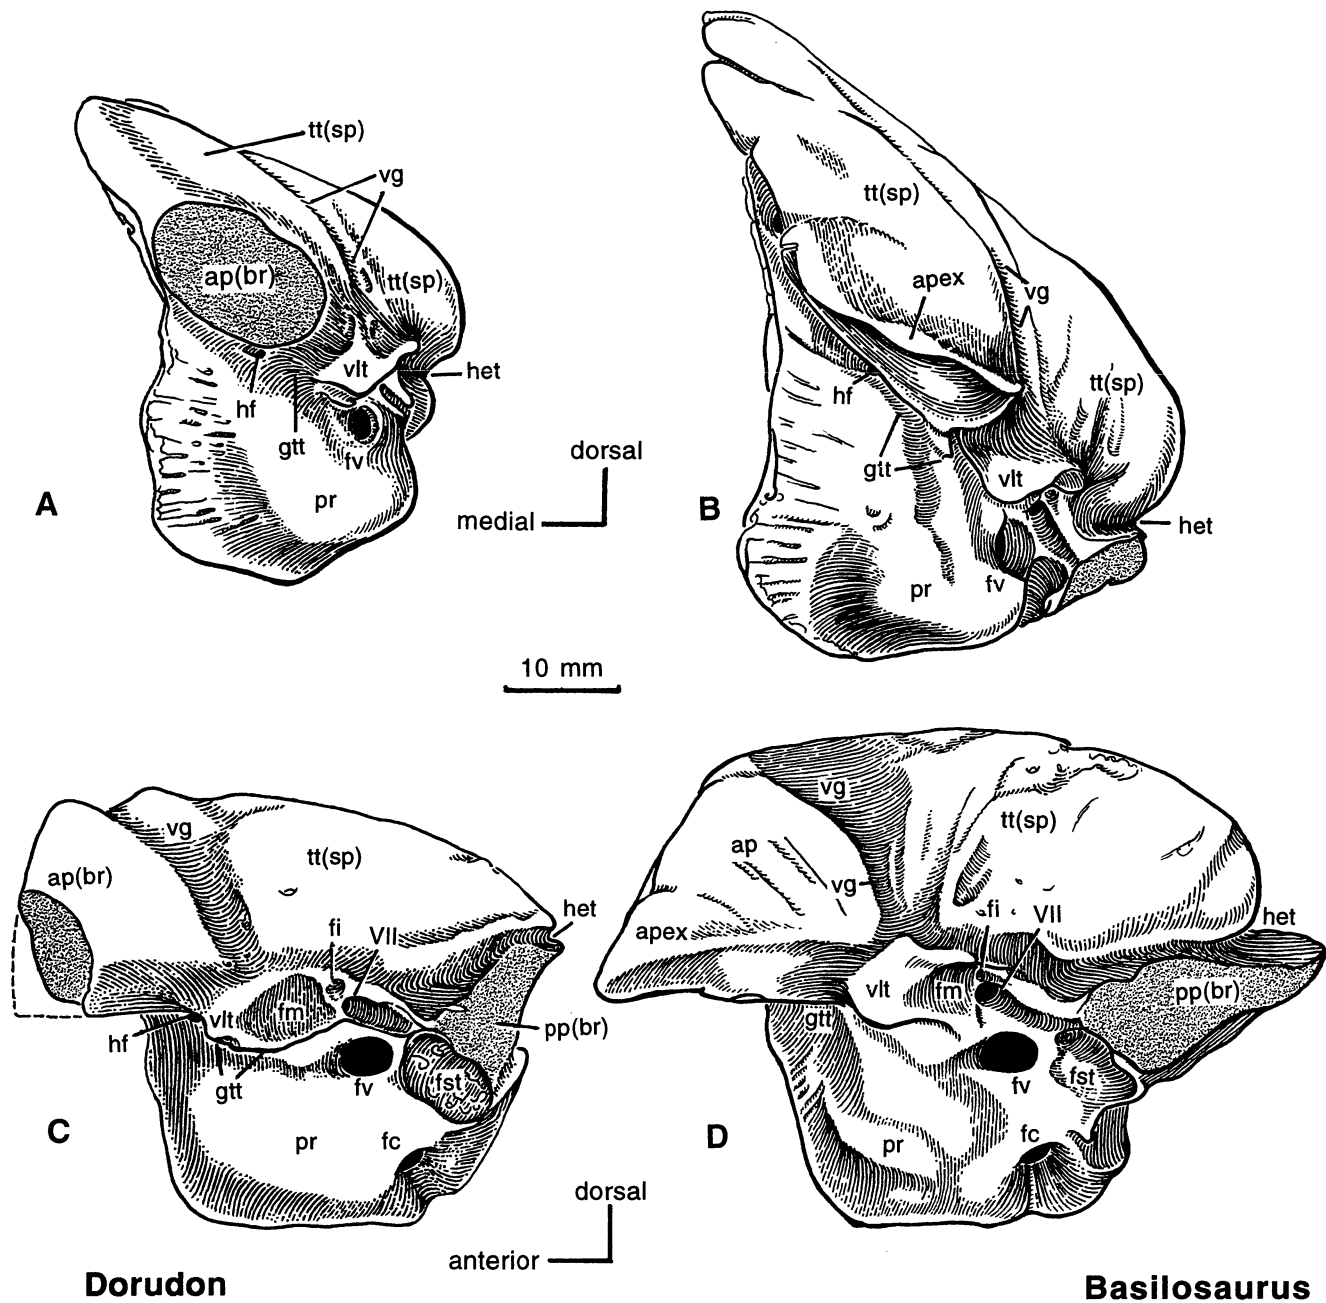 tt(sp)
vg
ap(br)
tt(sp)
vlt
het
hf
gtt
fv
pr
A
dorsal
medial
tt(sp)
apex
vg
tt(sp)
hf
gtt
vlt
B
het
fv
pr
10 mm
vg
tt(sp)
ap(br)
het
fi
VII
fm
vlt
hf
pp(br)
gtt
fv
fst
C
pr
fc
dorsal
anterior
vg
tt(sp)
ap
vg
fi
VII
het
apex
vlt
fm
pp(br)
gtt
fv
fst
D
pr
fc
Dorudon
Basilosaurus